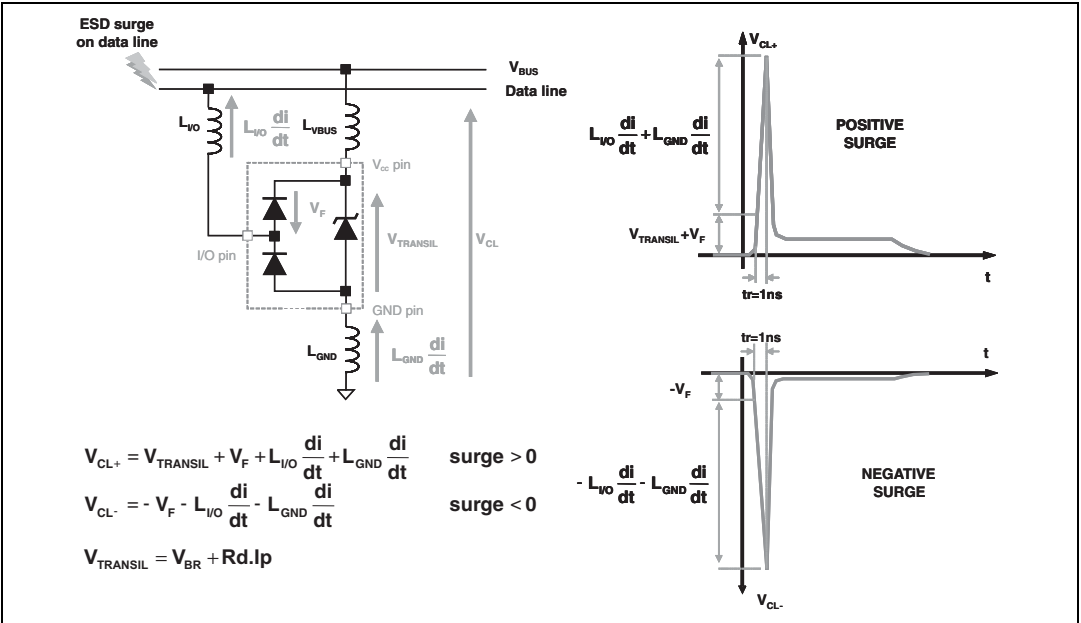 ESD surge
on data line
V_BUS
Data line
L_I/O
L_I/O di/dt
L_VBUS
V_cc pin
V_F
V_TRANSIL
V_CL
I/O pin
GND pin
L_GND
L_GND di/dt
V_CL+ = V_TRANSIL + V_F + L_I/O di/dt + L_GND di/dt surge > 0
V_CL- = - V_F - L_I/O di/dt - L_GND di/dt surge < 0
V_TRANSIL = V_BR + Rd.Ip
V_CL+
L_I/O di/dt + L_GND di/dt
POSITIVE
SURGE
V_TRANSIL+V_F
t
tr=1ns
tr=1ns
t
-V_F
- L_I/O di/dt - L_GND di/dt
NEGATIVE
SURGE
V_CL-